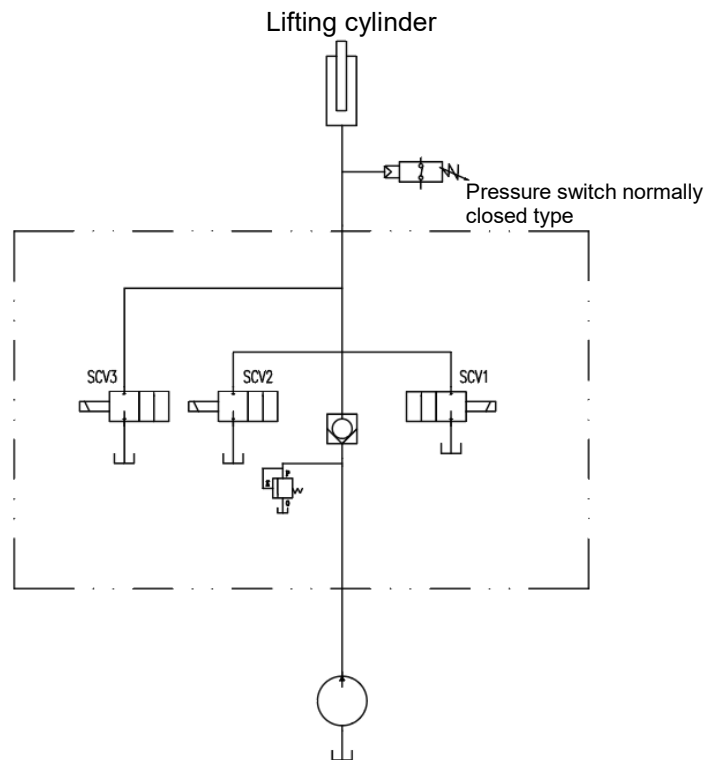 Lifting cylinder
Pressure switch normally
closed type
SCV3
SCV2
SCV1
P